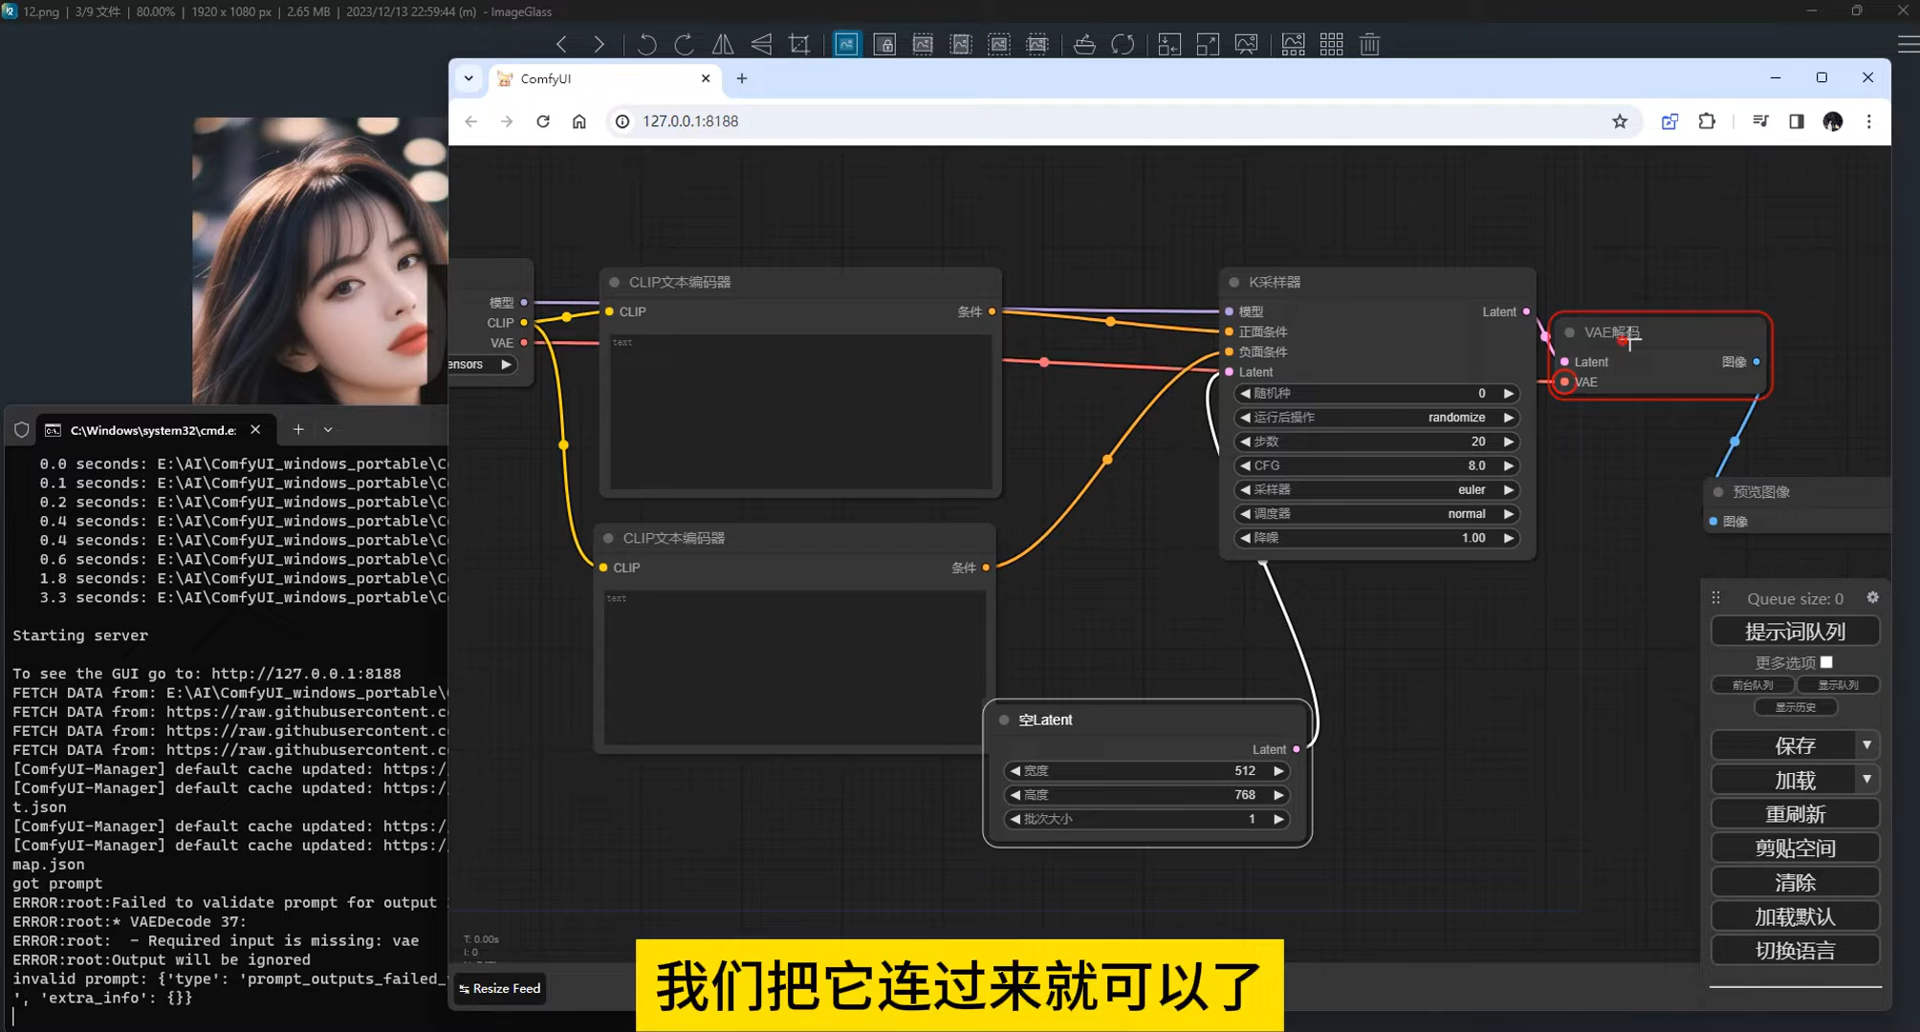 12.png | 3/9 文件 | 80.00% | 1920 x 1080 px | 2.65 MB | 2023/12/13 22:59:44 (m) - ImageGlass
ComfyUI
127.0.0.1:8188
模型
CLIP
VAE
ensors
CLIP文本编码器
CLIP
条件
text
CLIP文本编码器
CLIP
条件
text
K采样器
模型
Latent
正面条件
负面条件
Latent
随机种 0
运行后操作 randomize
步数 20
CFG 8.0
采样器 euler
调度器 normal
降噪 1.00
VAE解码
Latent
图像
VAE
预览图像
图像
空Latent
Latent
宽度 512
高度 768
批次大小 1
Queue size: 0
提示词队列
更多选项
前台队列 显示队列
显示历史
保存
加载
重刷新
剪贴空间
清除
加载默认
切换语言
T: 0.00s
I: 0
Resize Feed
C:\Windows\system32\cmd.e:
0.0 seconds: E:\AI\ComfyUI_windows_portable\C
0.1 seconds: E:\AI\ComfyUI_windows_portable\C
0.2 seconds: E:\AI\ComfyUI_windows_portable\C
0.4 seconds: E:\AI\ComfyUI_windows_portable\C
0.4 seconds: E:\AI\ComfyUI_windows_portable\C
0.6 seconds: E:\AI\ComfyUI_windows_portable\C
1.8 seconds: E:\AI\ComfyUI_windows_portable\C
3.3 seconds: E:\AI\ComfyUI_windows_portable\C
Starting server
To see the GUI go to: http://127.0.0.1:8188
FETCH DATA from: E:\AI\ComfyUI_windows_portable\
FETCH DATA from: https://raw.githubusercontent.c
FETCH DATA from: https://raw.githubusercontent.c
FETCH DATA from: https://raw.githubusercontent.c
[ComfyUI-Manager] default cache updated: https:/
[ComfyUI-Manager] default cache updated: https:/
t.json
[ComfyUI-Manager] default cache updated: https:/
[ComfyUI-Manager] default cache updated: https:/
map.json
got prompt
ERROR:root:Failed to validate prompt for output
ERROR:root:* VAEDecode 37:
ERROR:root:  - Required input is missing: vae
ERROR:root:Output will be ignored
invalid prompt: {'type': 'prompt_outputs_failed_
', 'extra_info': {}}
我们把它连过来就可以了